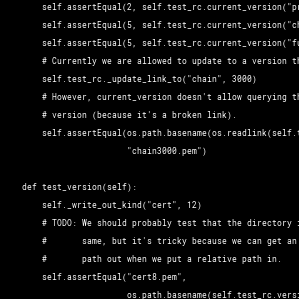 self.assertEqual(2, self.test_rc.current_version("p
self.assertEqual(5, self.test_rc.current_version("c
self.assertEqual(5, self.test_rc.current_version("fu
# Currently we are allowed to update to a version th
self.test_rc._update_link_to("chain", 3000)
# However, current_version doesn't allow querying th
# version (because it's a broken link).
self.assertEqual(os.path.basename(os.readlink(self.t
"chain3000.pem")
def test_version(self):
self._write_out_kind("cert", 12)
# TODO: We should probably test that the directory i
# same, but it's tricky because we can get an
# path out when we put a relative path in.
self.assertEqual("cert8.pem",
os.path.basename(self.test_rc.versi